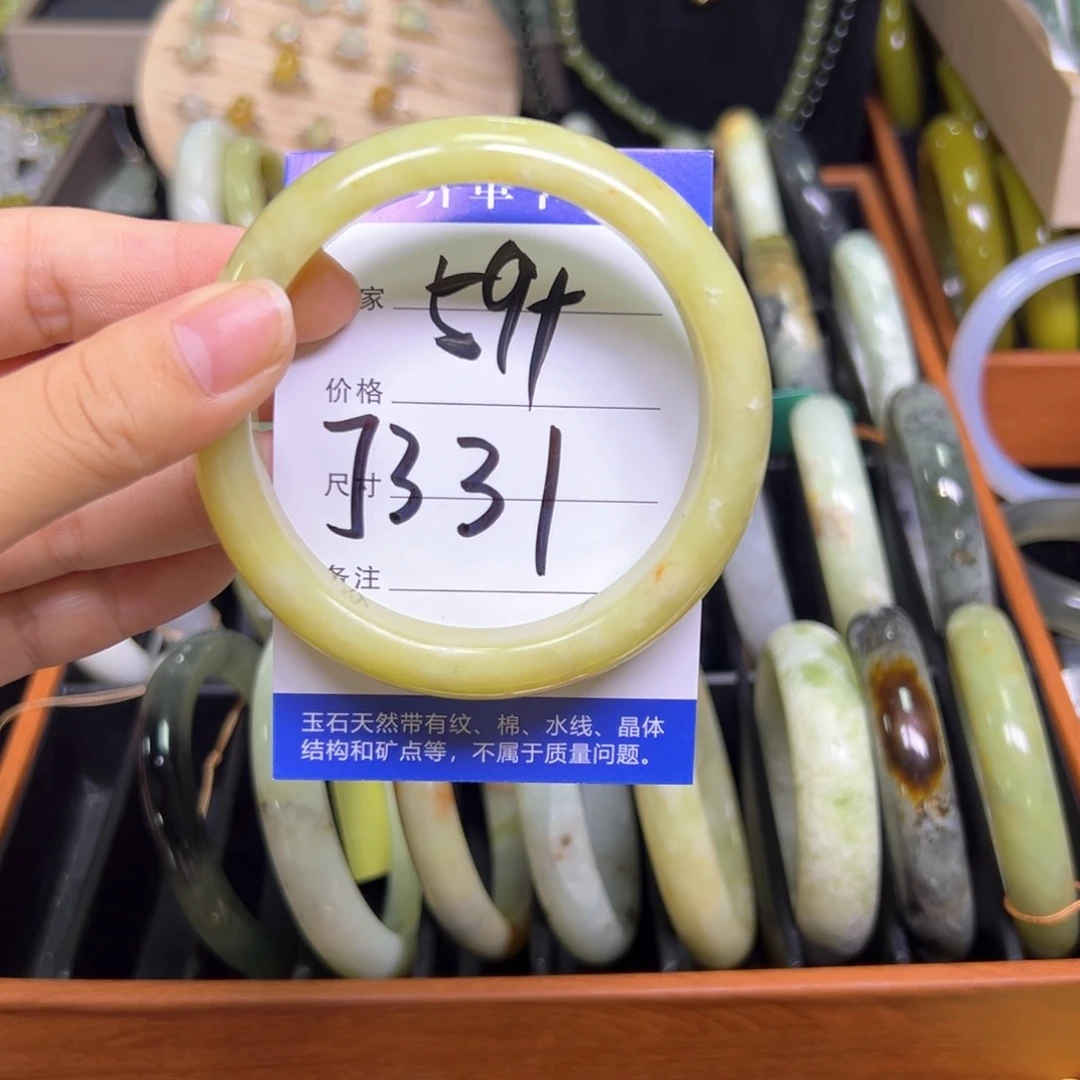 家 59+
价格
尺寸 J331
备注
玉石天然带有纹、棉、水线、晶体
结构和矿点等，不属于质量问题。